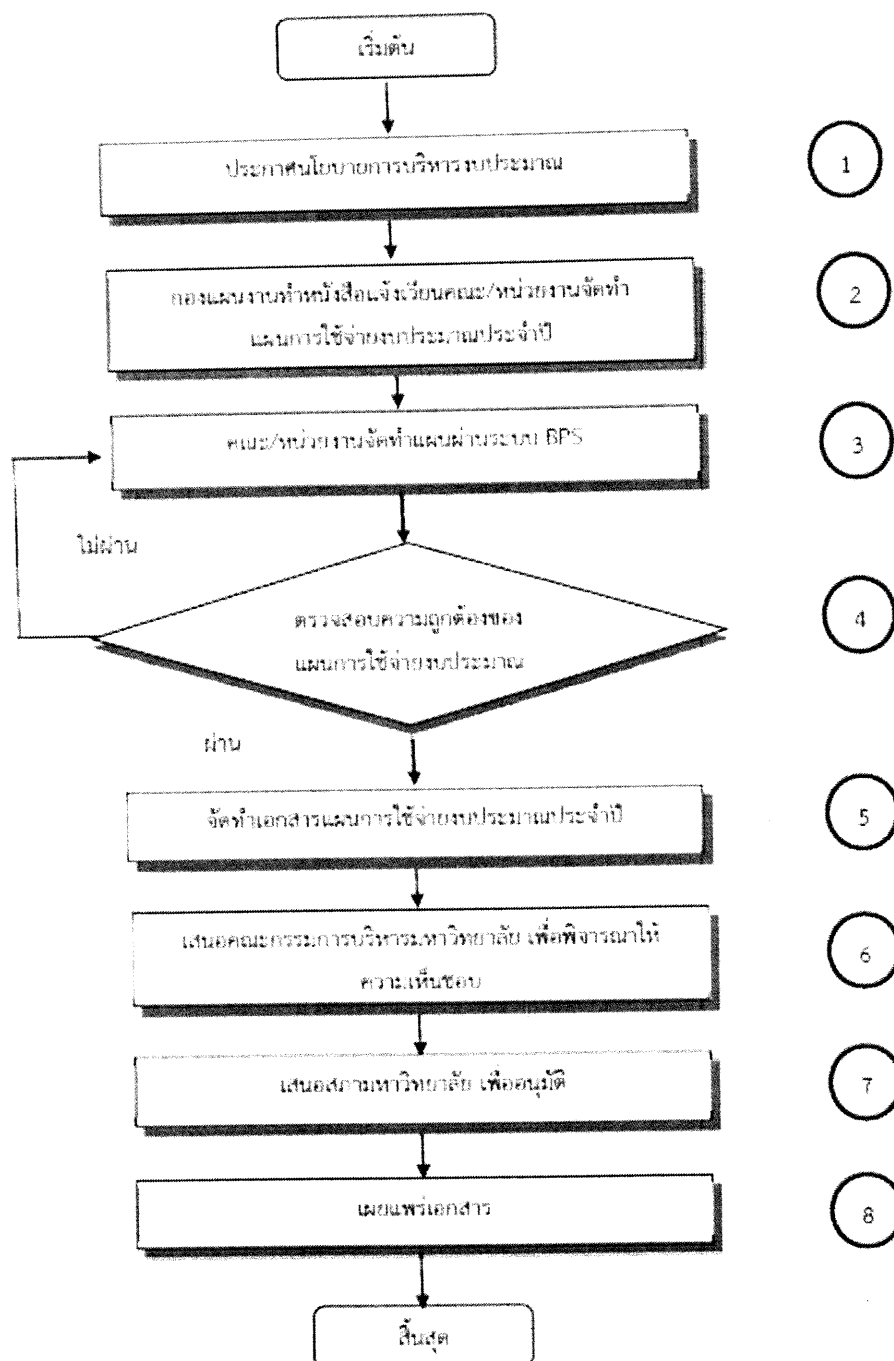 เริ่มต้น
ประกาศนโยบายการบริหารงบประมาณ
1
กองแผนงานทำหนังสือแจ้งเวียนคณะ/หน่วยงานจัดทำ
แผนการใช้จ่ายงบประมาณประจำปี
2
คณะ/หน่วยงานจัดทำแผนผ่านระบบ BPS
3
ไม่ผ่าน
ตรวจสอบความถูกต้องของ
แผนการใช้จ่ายงบประมาณ
4
ผ่าน
จัดทำเอกสารแผนการใช้จ่ายงบประมาณประจำปี
5
เสนอคณะกรรมการบริหารมหาวิทยาลัย เพื่อพิจารณาให้
ความเห็นชอบ
6
เสนอสภามหาวิทยาลัย เพื่ออนุมัติ
7
เผยแพร่เอกสาร
8
สิ้นสุด